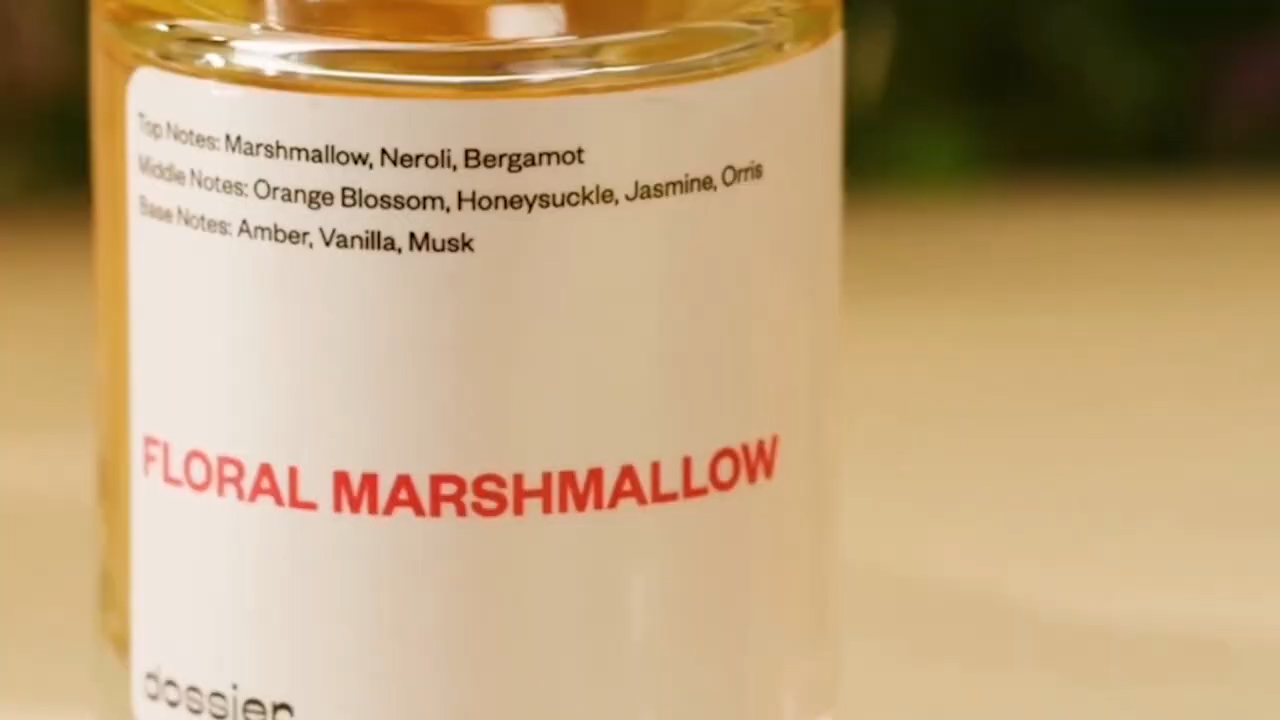 Top Notes: Marshmallow, Neroli, Bergamot
Middle Notes: Orange Blossom, Honeysuckle, Jasmine, Orris
Base Notes: Amber, Vanilla, Musk
FLORAL MARSHMALLOW
dossier